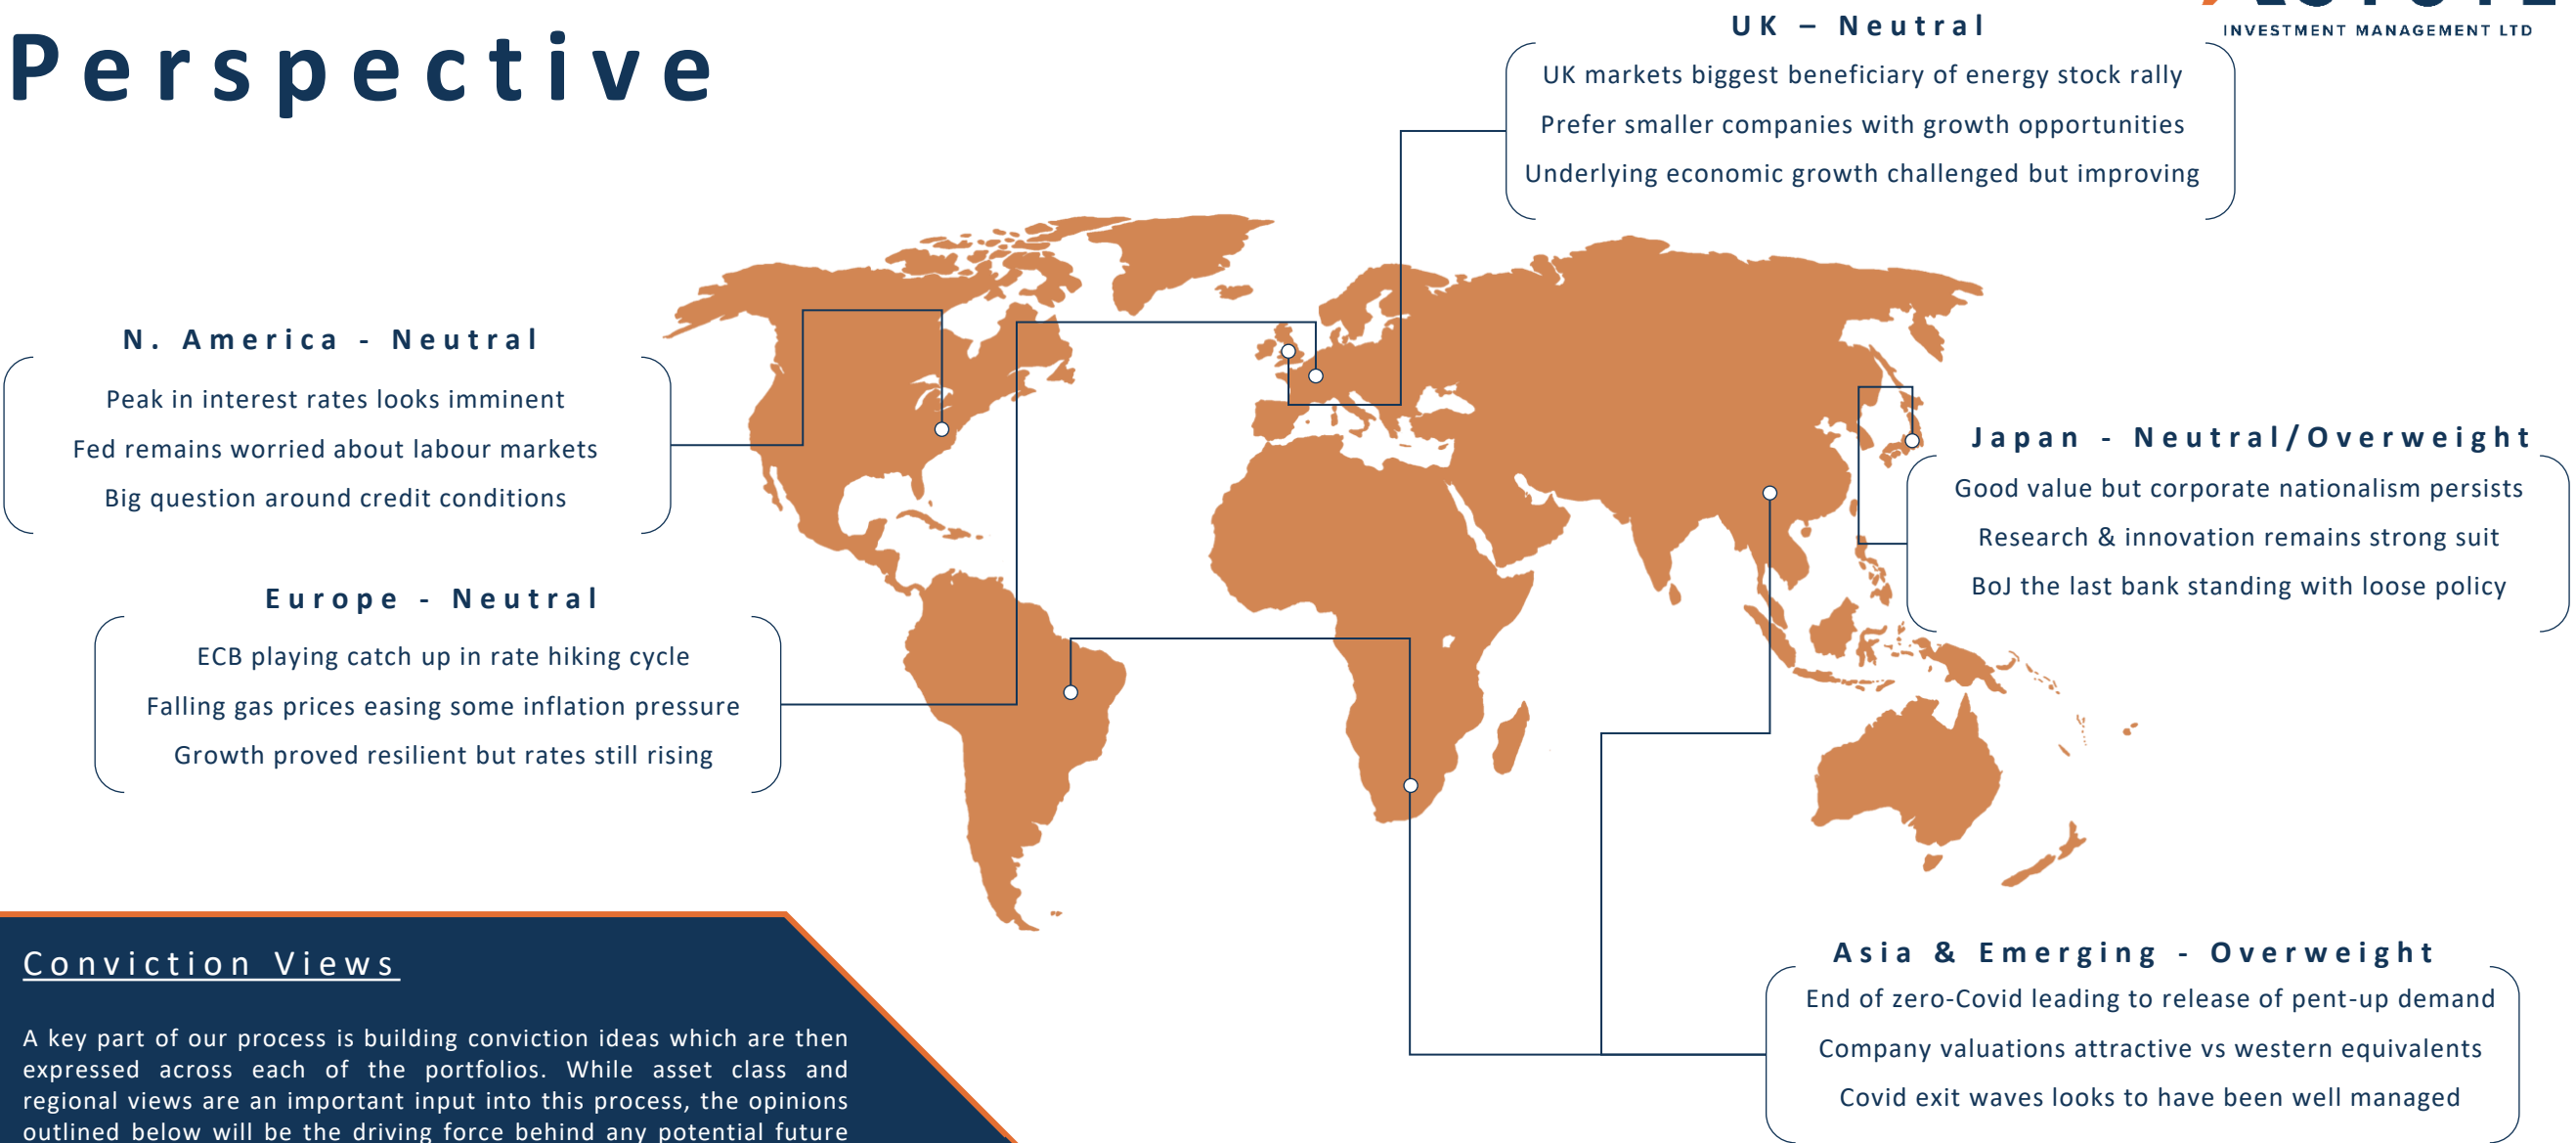 Perspective
INVESTMENT MANAGEMENT LTD
UK – Neutral
UK markets biggest beneficiary of energy stock rally
Prefer smaller companies with growth opportunities
Underlying economic growth challenged but improving
N. America - Neutral
Peak in interest rates looks imminent
Fed remains worried about labour markets
Big question around credit conditions
Japan - Neutral/Overweight
Good value but corporate nationalism persists
Research & innovation remains strong suit
BoJ the last bank standing with loose policy
Europe - Neutral
ECB playing catch up in rate hiking cycle
Falling gas prices easing some inflation pressure
Growth proved resilient but rates still rising
Asia & Emerging - Overweight
End of zero-Covid leading to release of pent-up demand
Company valuations attractive vs western equivalents
Covid exit waves looks to have been well managed
Conviction Views
A key part of our process is building conviction ideas which are then
expressed across each of the portfolios. While asset class and
regional views are an important input into this process, the opinions
outlined below will be the driving force behind any potential future